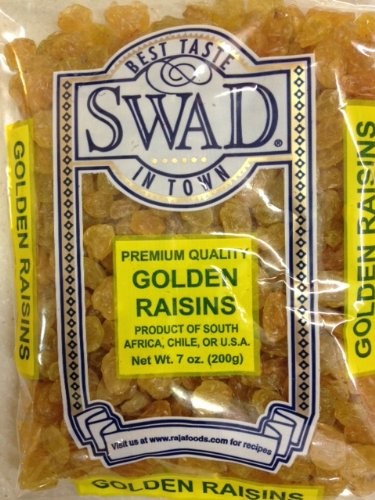 BEST TASTE
SWAD®
IN TOWN
GOLDEN RAISINS
PREMIUM QUALITY
GOLDEN
RAISINS
PRODUCT OF SOUTH
AFRICA, CHILE, OR U.S.A.
Net Wt. 7 oz. (200g)
GOLDEN RAISINS
Visit us at www.rajafoods.com for recipes
GOLDEN RAISINS